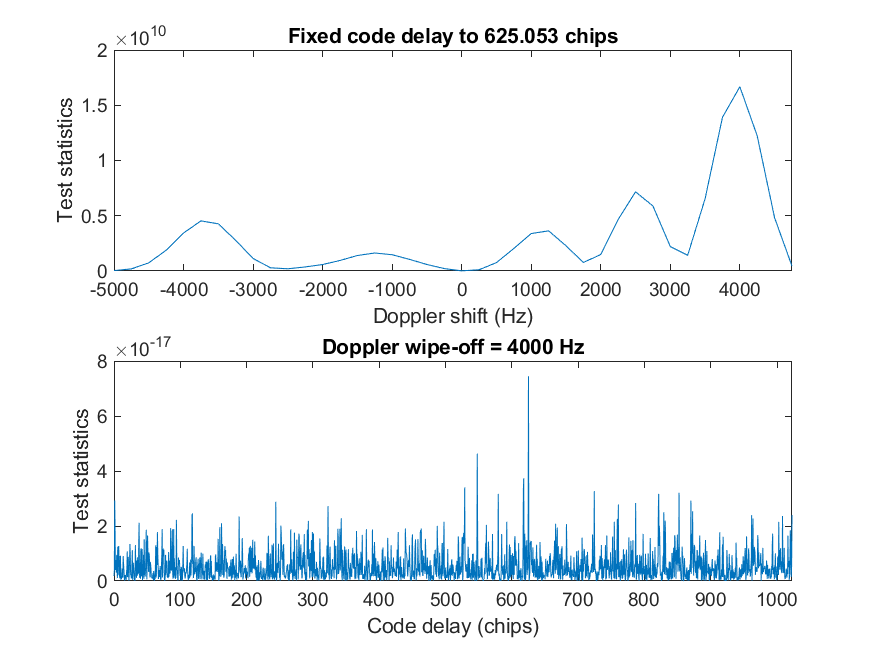 Fixed code delay to 625.053 chips
×10^10
2
1.5
1
0.5
0
Test statistics
-5000 -4000 -3000 -2000 -1000 0 1000 2000 3000 4000
Doppler shift (Hz)
Doppler wipe-off = 4000 Hz
×10^-17
8
6
4
2
0
Test statistics
0 100 200 300 400 500 600 700 800 900 1000
Code delay (chips)